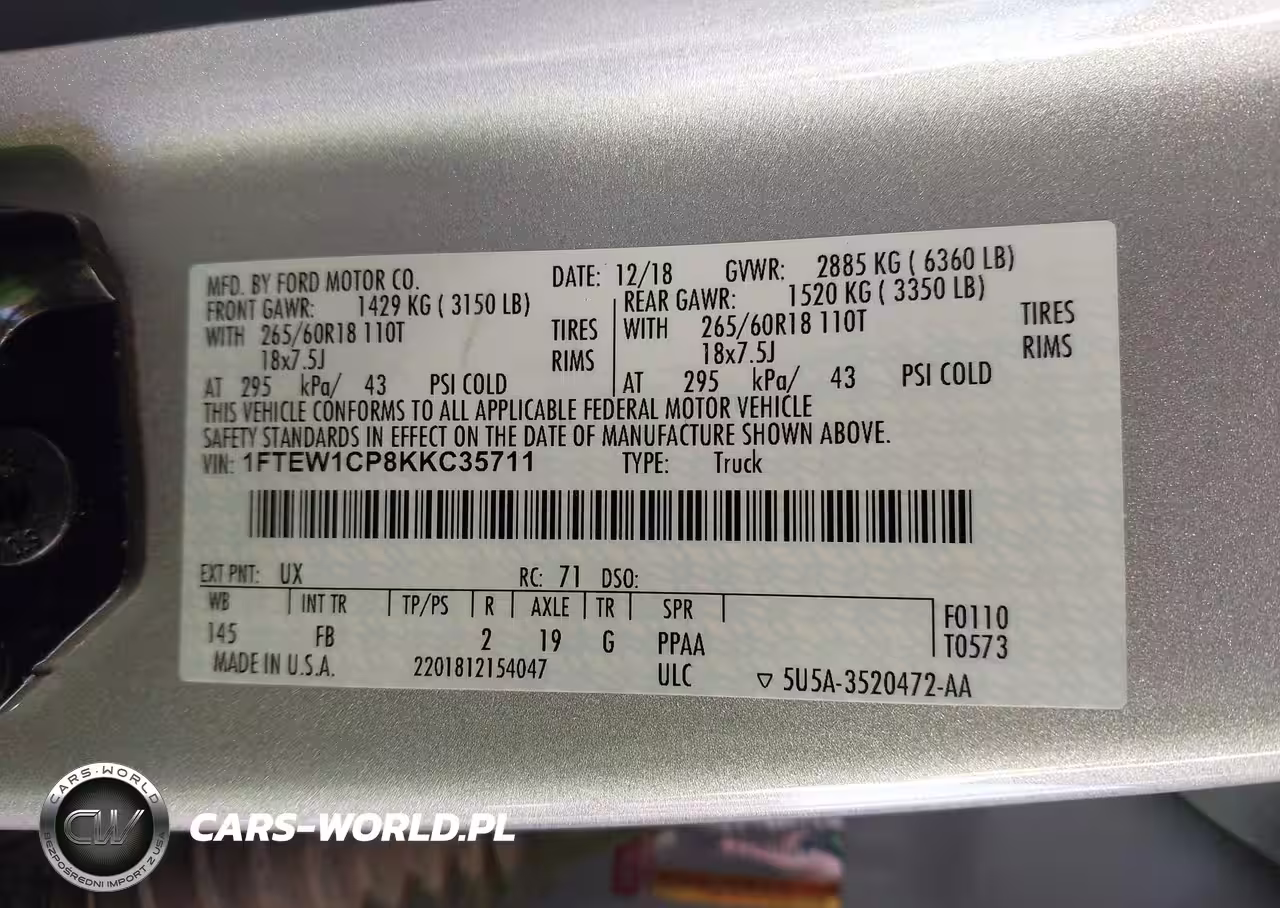 MFD. BY FORD MOTOR CO. DATE: 12/18 GVWR: 2885 KG ( 6360 LB)
FRONT GAWR: 1429 KG ( 3150 LB) REAR GAWR: 1520 KG ( 3350 LB)
WITH 265/60R18 110T TIRES WITH 265/60R18 110T TIRES
18x7.5J RIMS 18x7.5J RIMS
AT 295 kPa/ 43 PSI COLD AT 295 kPa/ 43 PSI COLD
THIS VEHICLE CONFORMS TO ALL APPLICABLE FEDERAL MOTOR VEHICLE
SAFETY STANDARDS IN EFFECT ON THE DATE OF MANUFACTURE SHOWN ABOVE.
VIN: 1FTEW1CP8KKC35711 TYPE: Truck
EXT PNT: UX RC: 71 DSO:
WB INT TR TP/PS R AXLE TR SPR F0110
145 FB 2 19 G PPAA T0573
MADE IN U.S.A. 2201812154047 ULC ▽ 5U5A-3520472-AA
CARS-WORLD
CW
BEZPOŚREDNI IMPORT Z USA
CARS-WORLD.PL